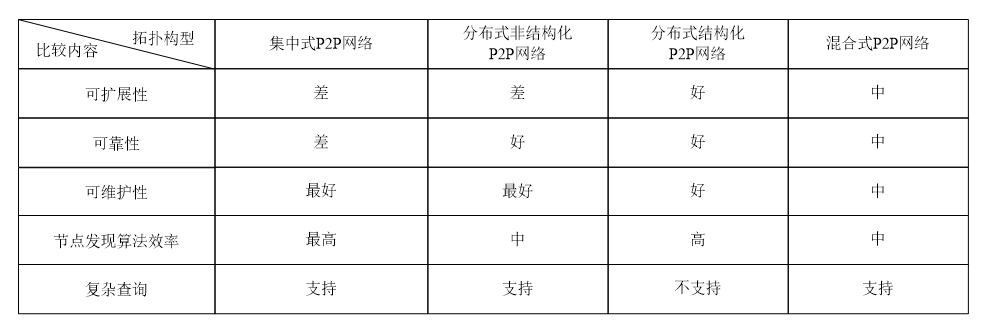 拓扑构型
比较内容
集中式P2P网络
分布式非结构化
P2P网络
分布式结构化
P2P网络
混合式P2P网络
可扩展性 差 差 好 中
可靠性 差 好 好 中
可维护性 最好 最好 好 中
节点发现算法效率 最高 中 高 中
复杂查询 支持 支持 不支持 支持